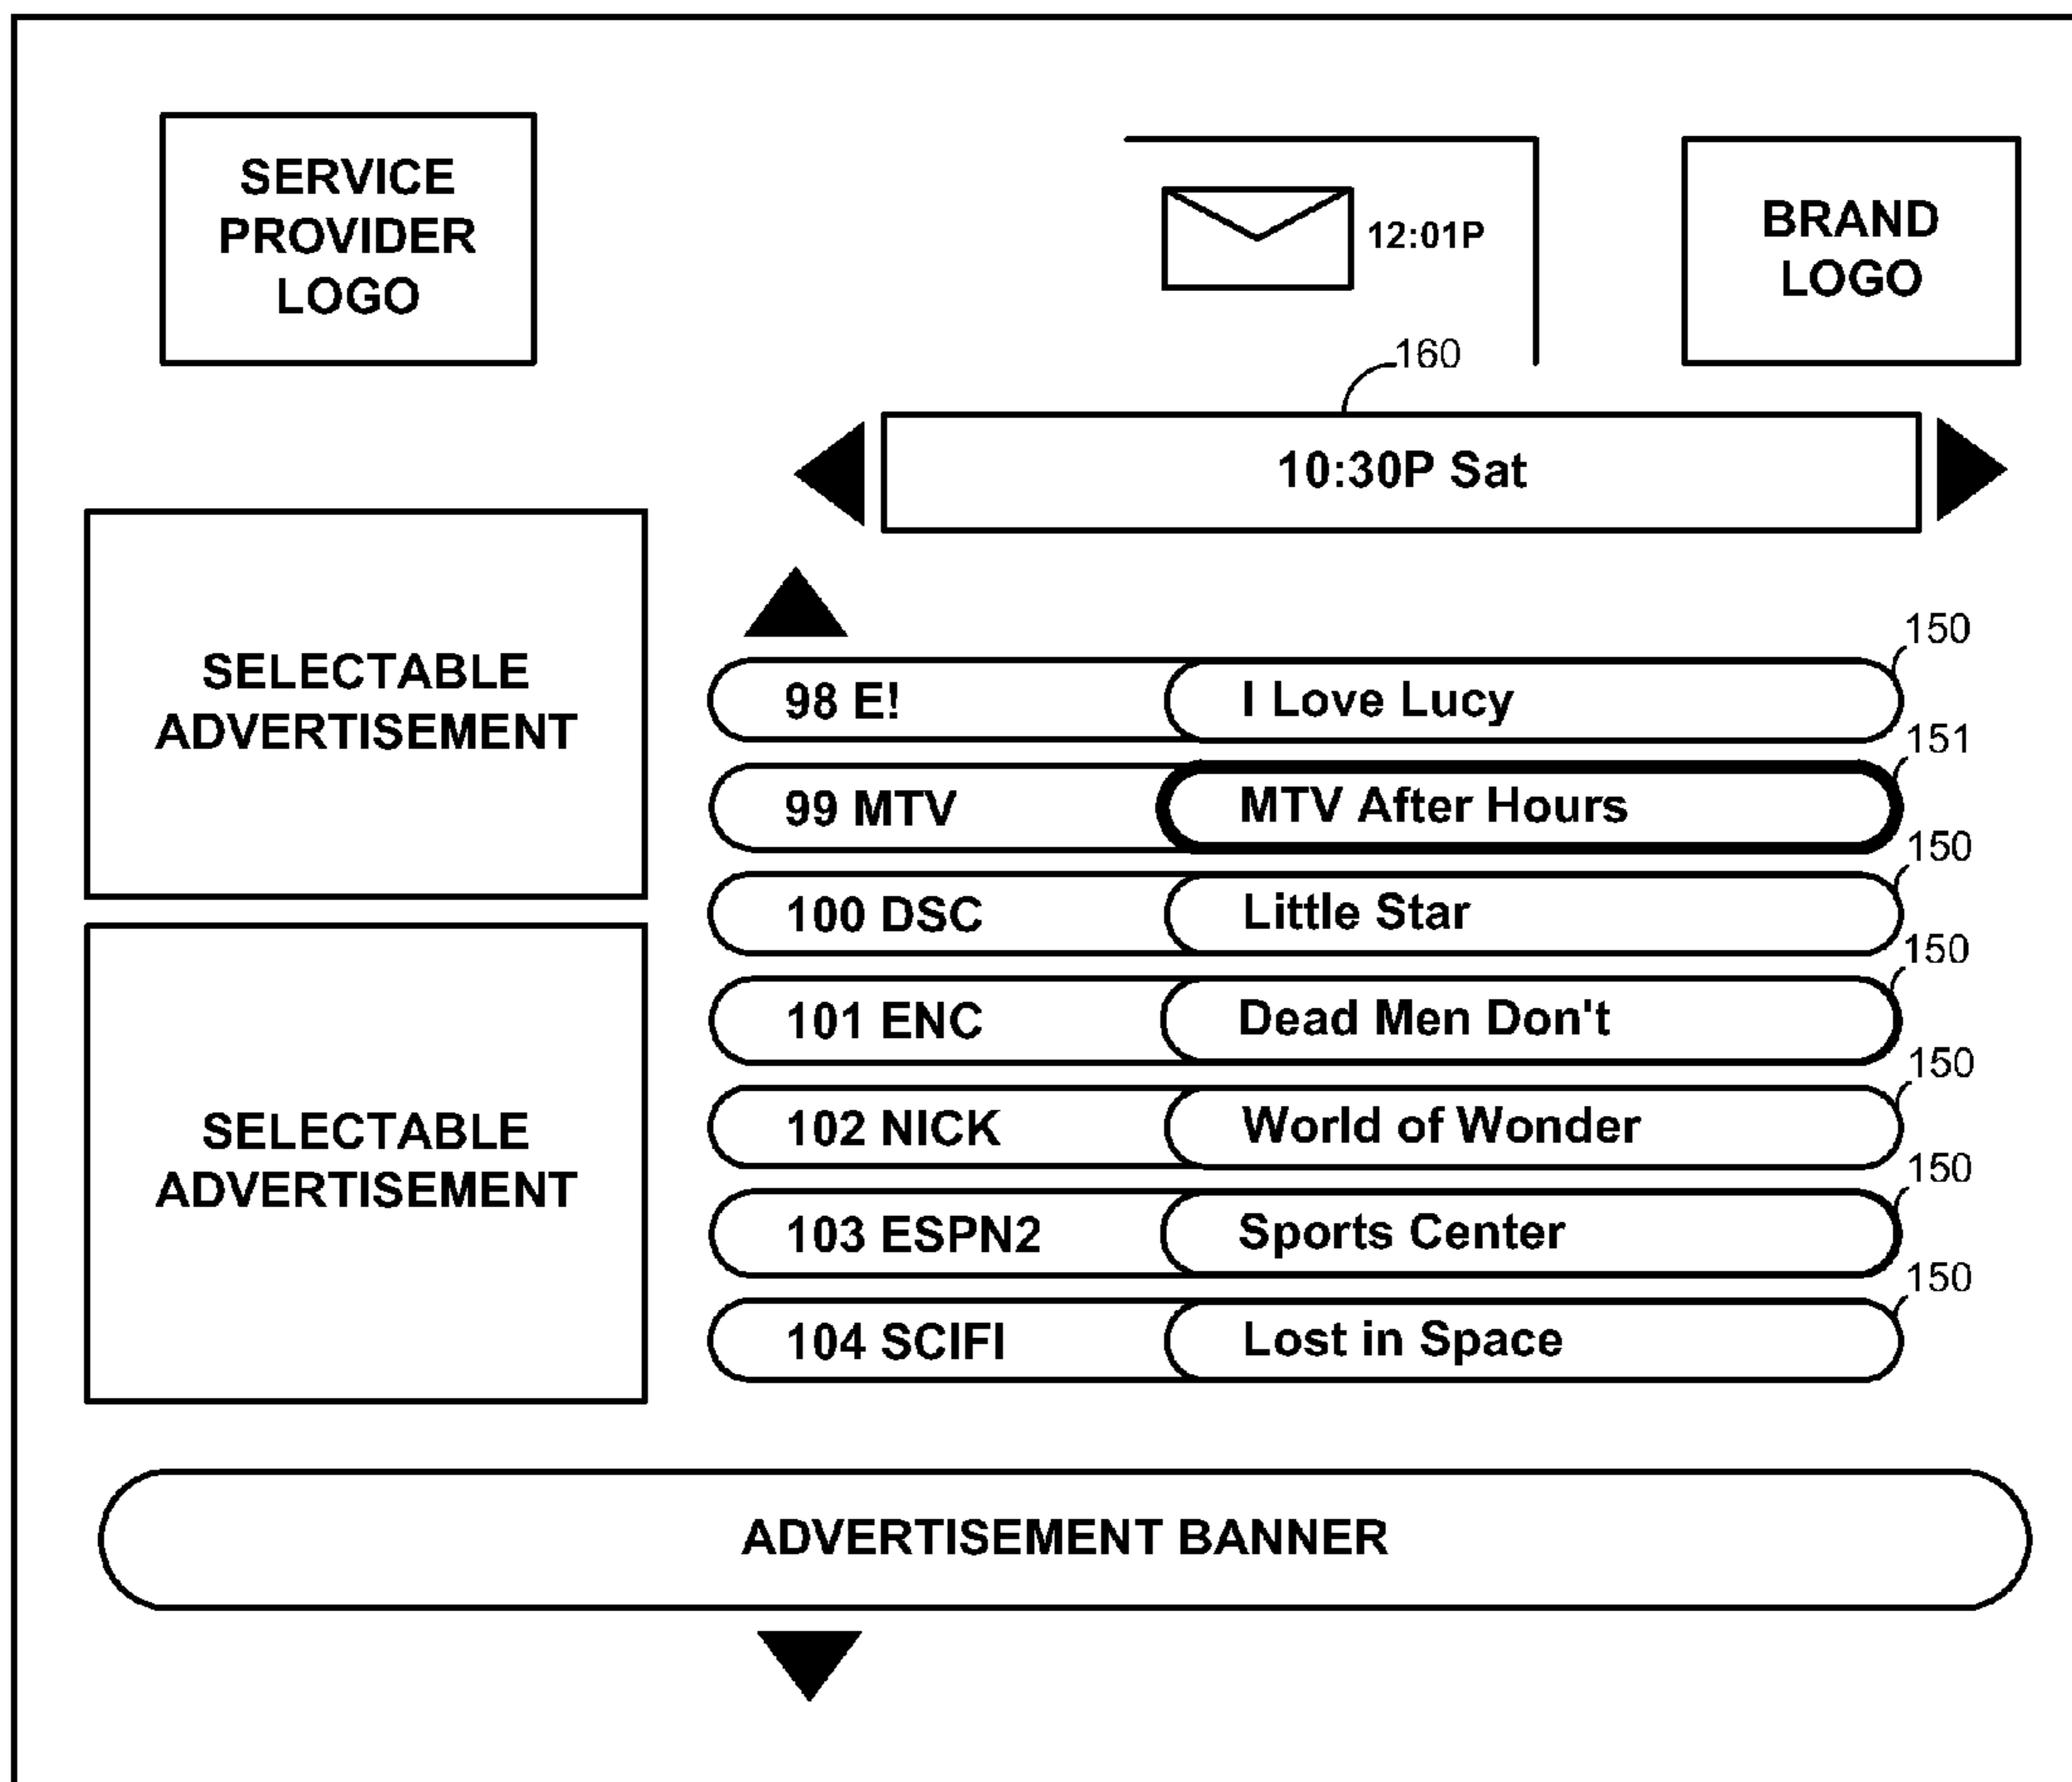 SERVICE
PROVIDER
LOGO
12:01P
BRAND
LOGO
160
10:30P Sat
SELECTABLE
ADVERTISEMENT
SELECTABLE
ADVERTISEMENT
150
98 E! I Love Lucy
151
99 MTV MTV After Hours
150
100 DSC Little Star
150
101 ENC Dead Men Don't
150
102 NICK World of Wonder
150
103 ESPN2 Sports Center
150
104 SCIFI Lost in Space
ADVERTISEMENT BANNER